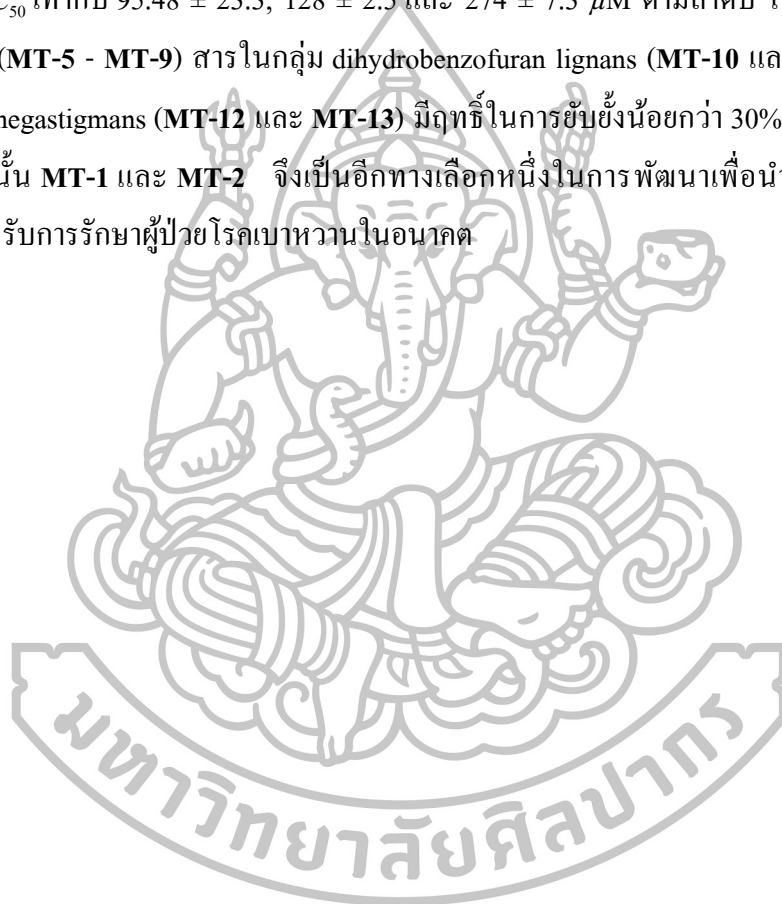 C₅₀ เท่ากับ 95.48 ± 23.3, 128 ± 2.5 และ 274 ± 7.3 µM ตามลำดับ
(MT-5 - MT-9) สารในกลุ่ม dihydrobenzofuran lignans (MT-10 แล
negastigmans (MT-12 และ MT-13) มีฤทธิ์ในการยับยั้งน้อยกว่า 30%
นั้น MT-1 และ MT-2 จึงเป็นอีกทางเลือกหนึ่งในการพัฒนาเพื่อนำ
รับการรักษาผู้ป่วยโรคเบาหวานในอนาคต
มหาวิทยาลัยศิลปากร